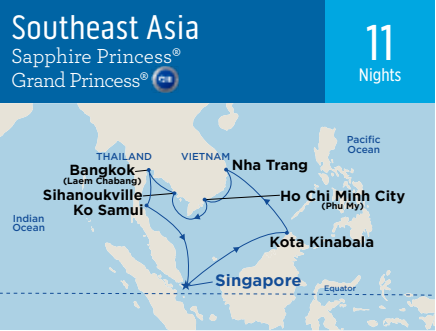 Southeast Asia
Sapphire Princess®
Grand Princess®
11
Nights
Pacific
Ocean
THAILAND
VIETNAM
Bangkok
(Laem Chabang)
Nha Trang
Sihanoukville
Ho Chi Minh City
(Phu My)
Ko Samui
Indian
Ocean
Kota Kinabala
Singapore
Equator